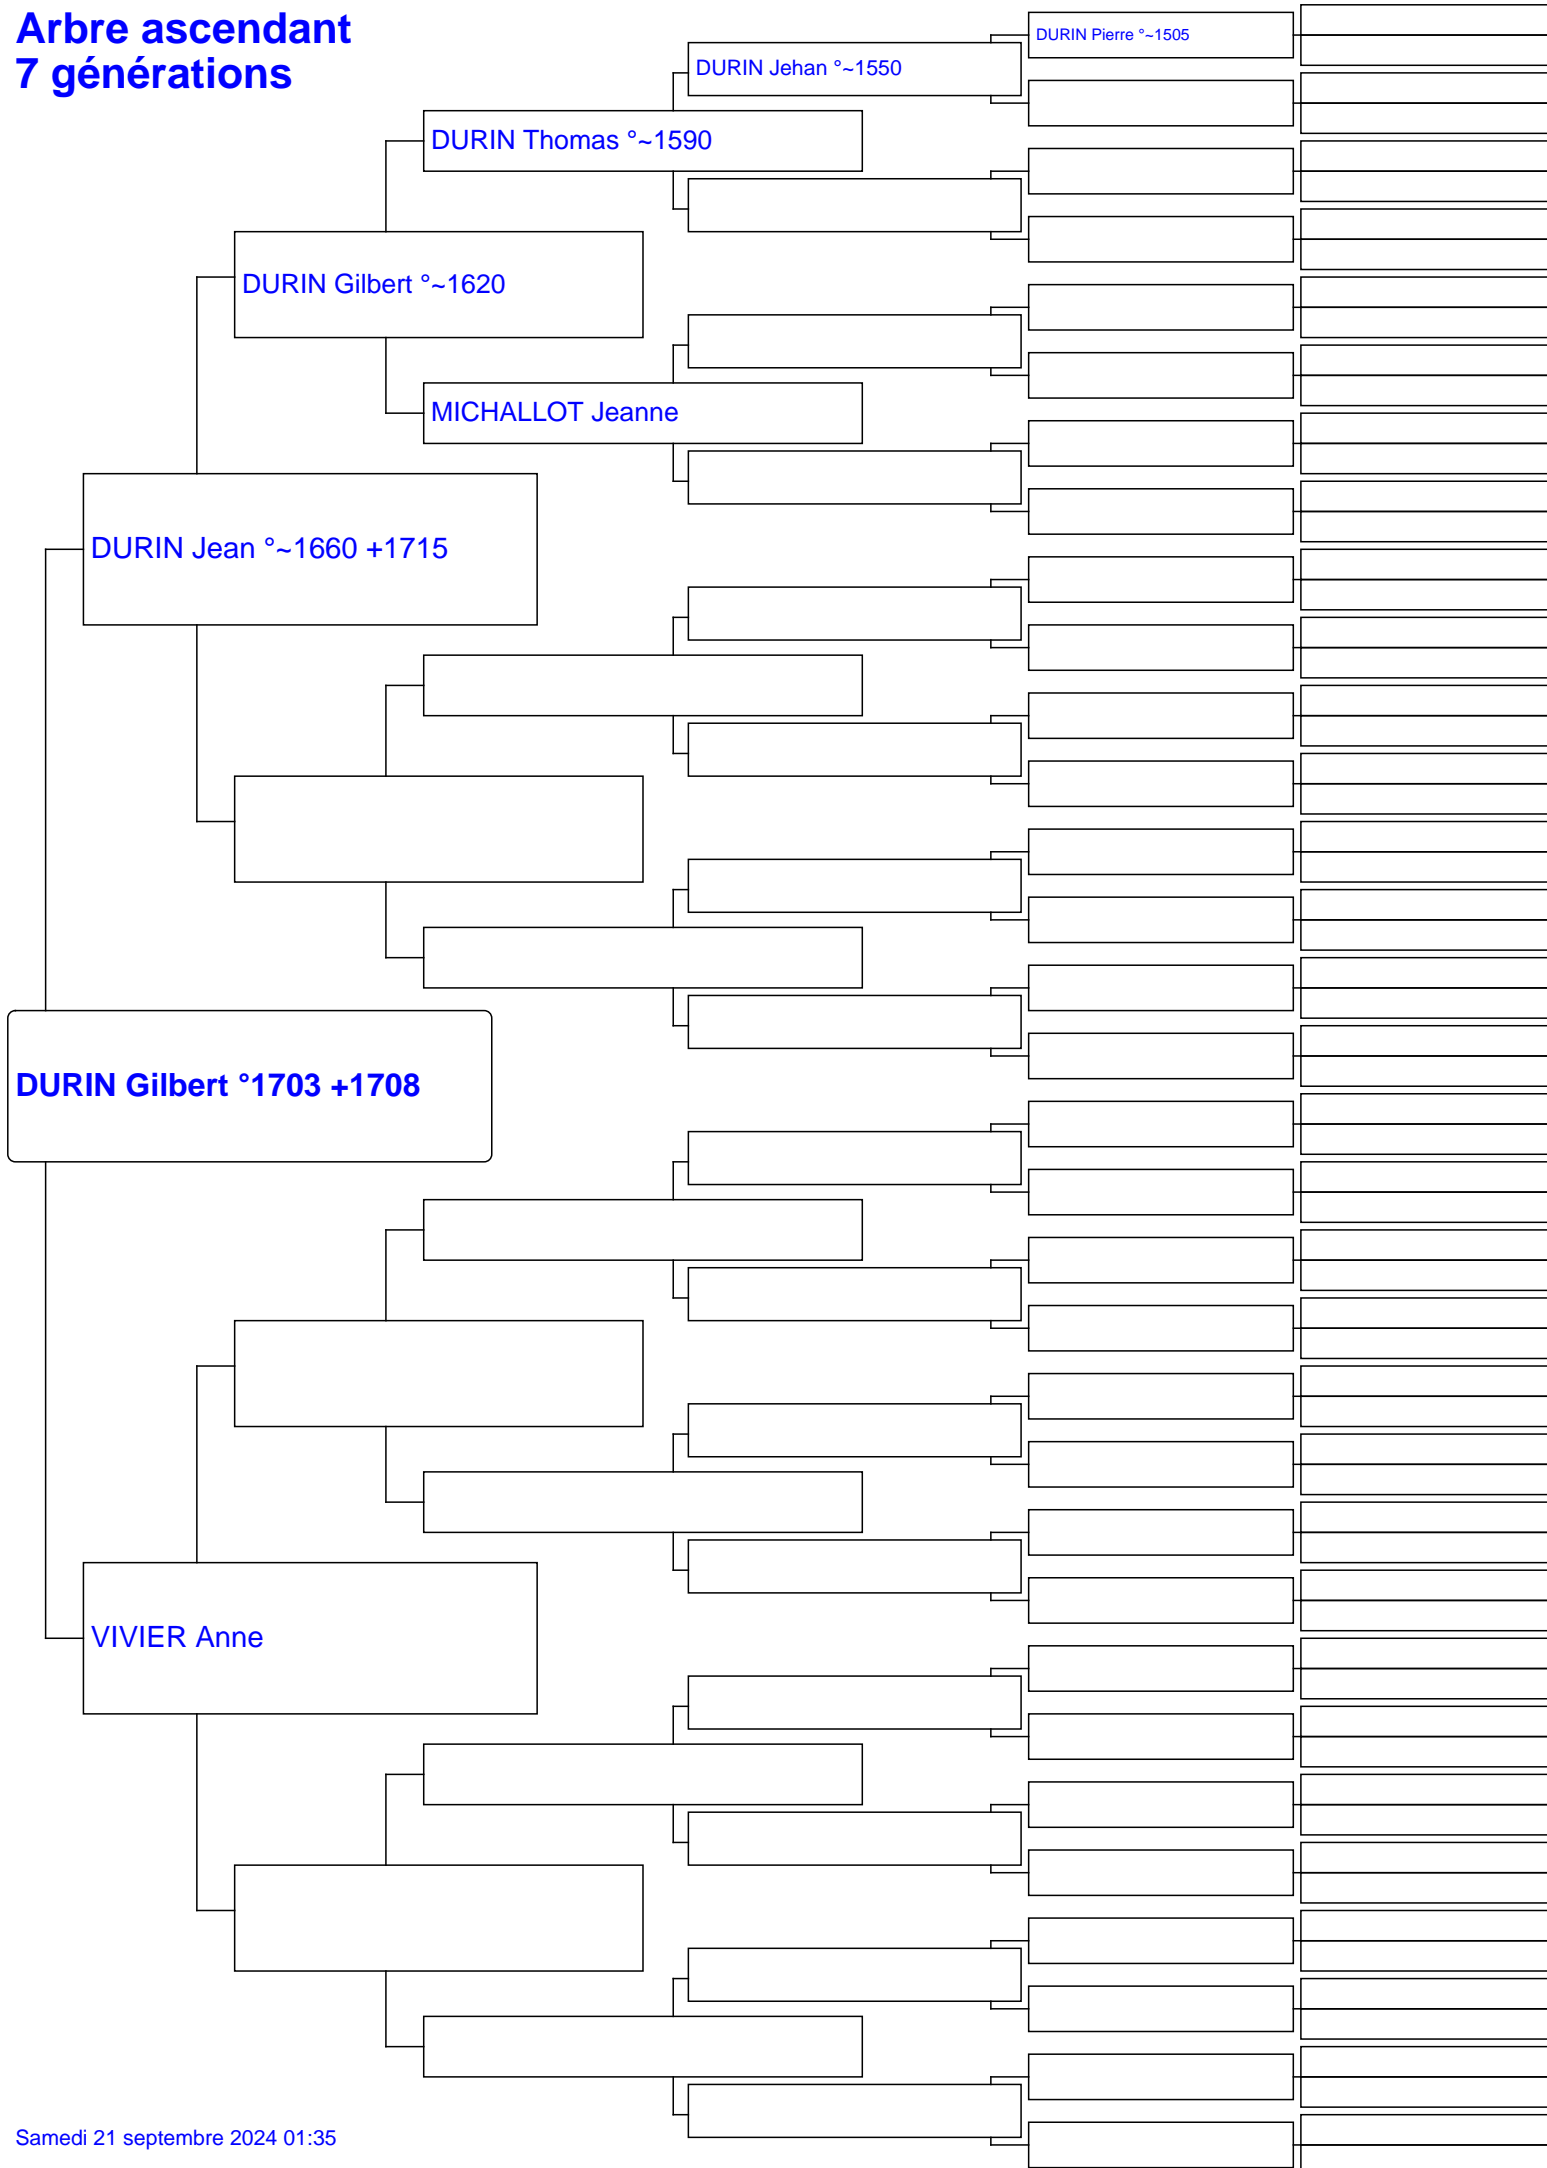 Arbre ascendant
7 générations
DURIN Pierre °~1505
DURIN Jehan °~1550
DURIN Thomas °~1590
DURIN Gilbert °~1620
MICHALLOT Jeanne
DURIN Jean °~1660 +1715
DURIN Gilbert °1703 +1708
VIVIER Anne
Samedi 21 septembre 2024 01:35